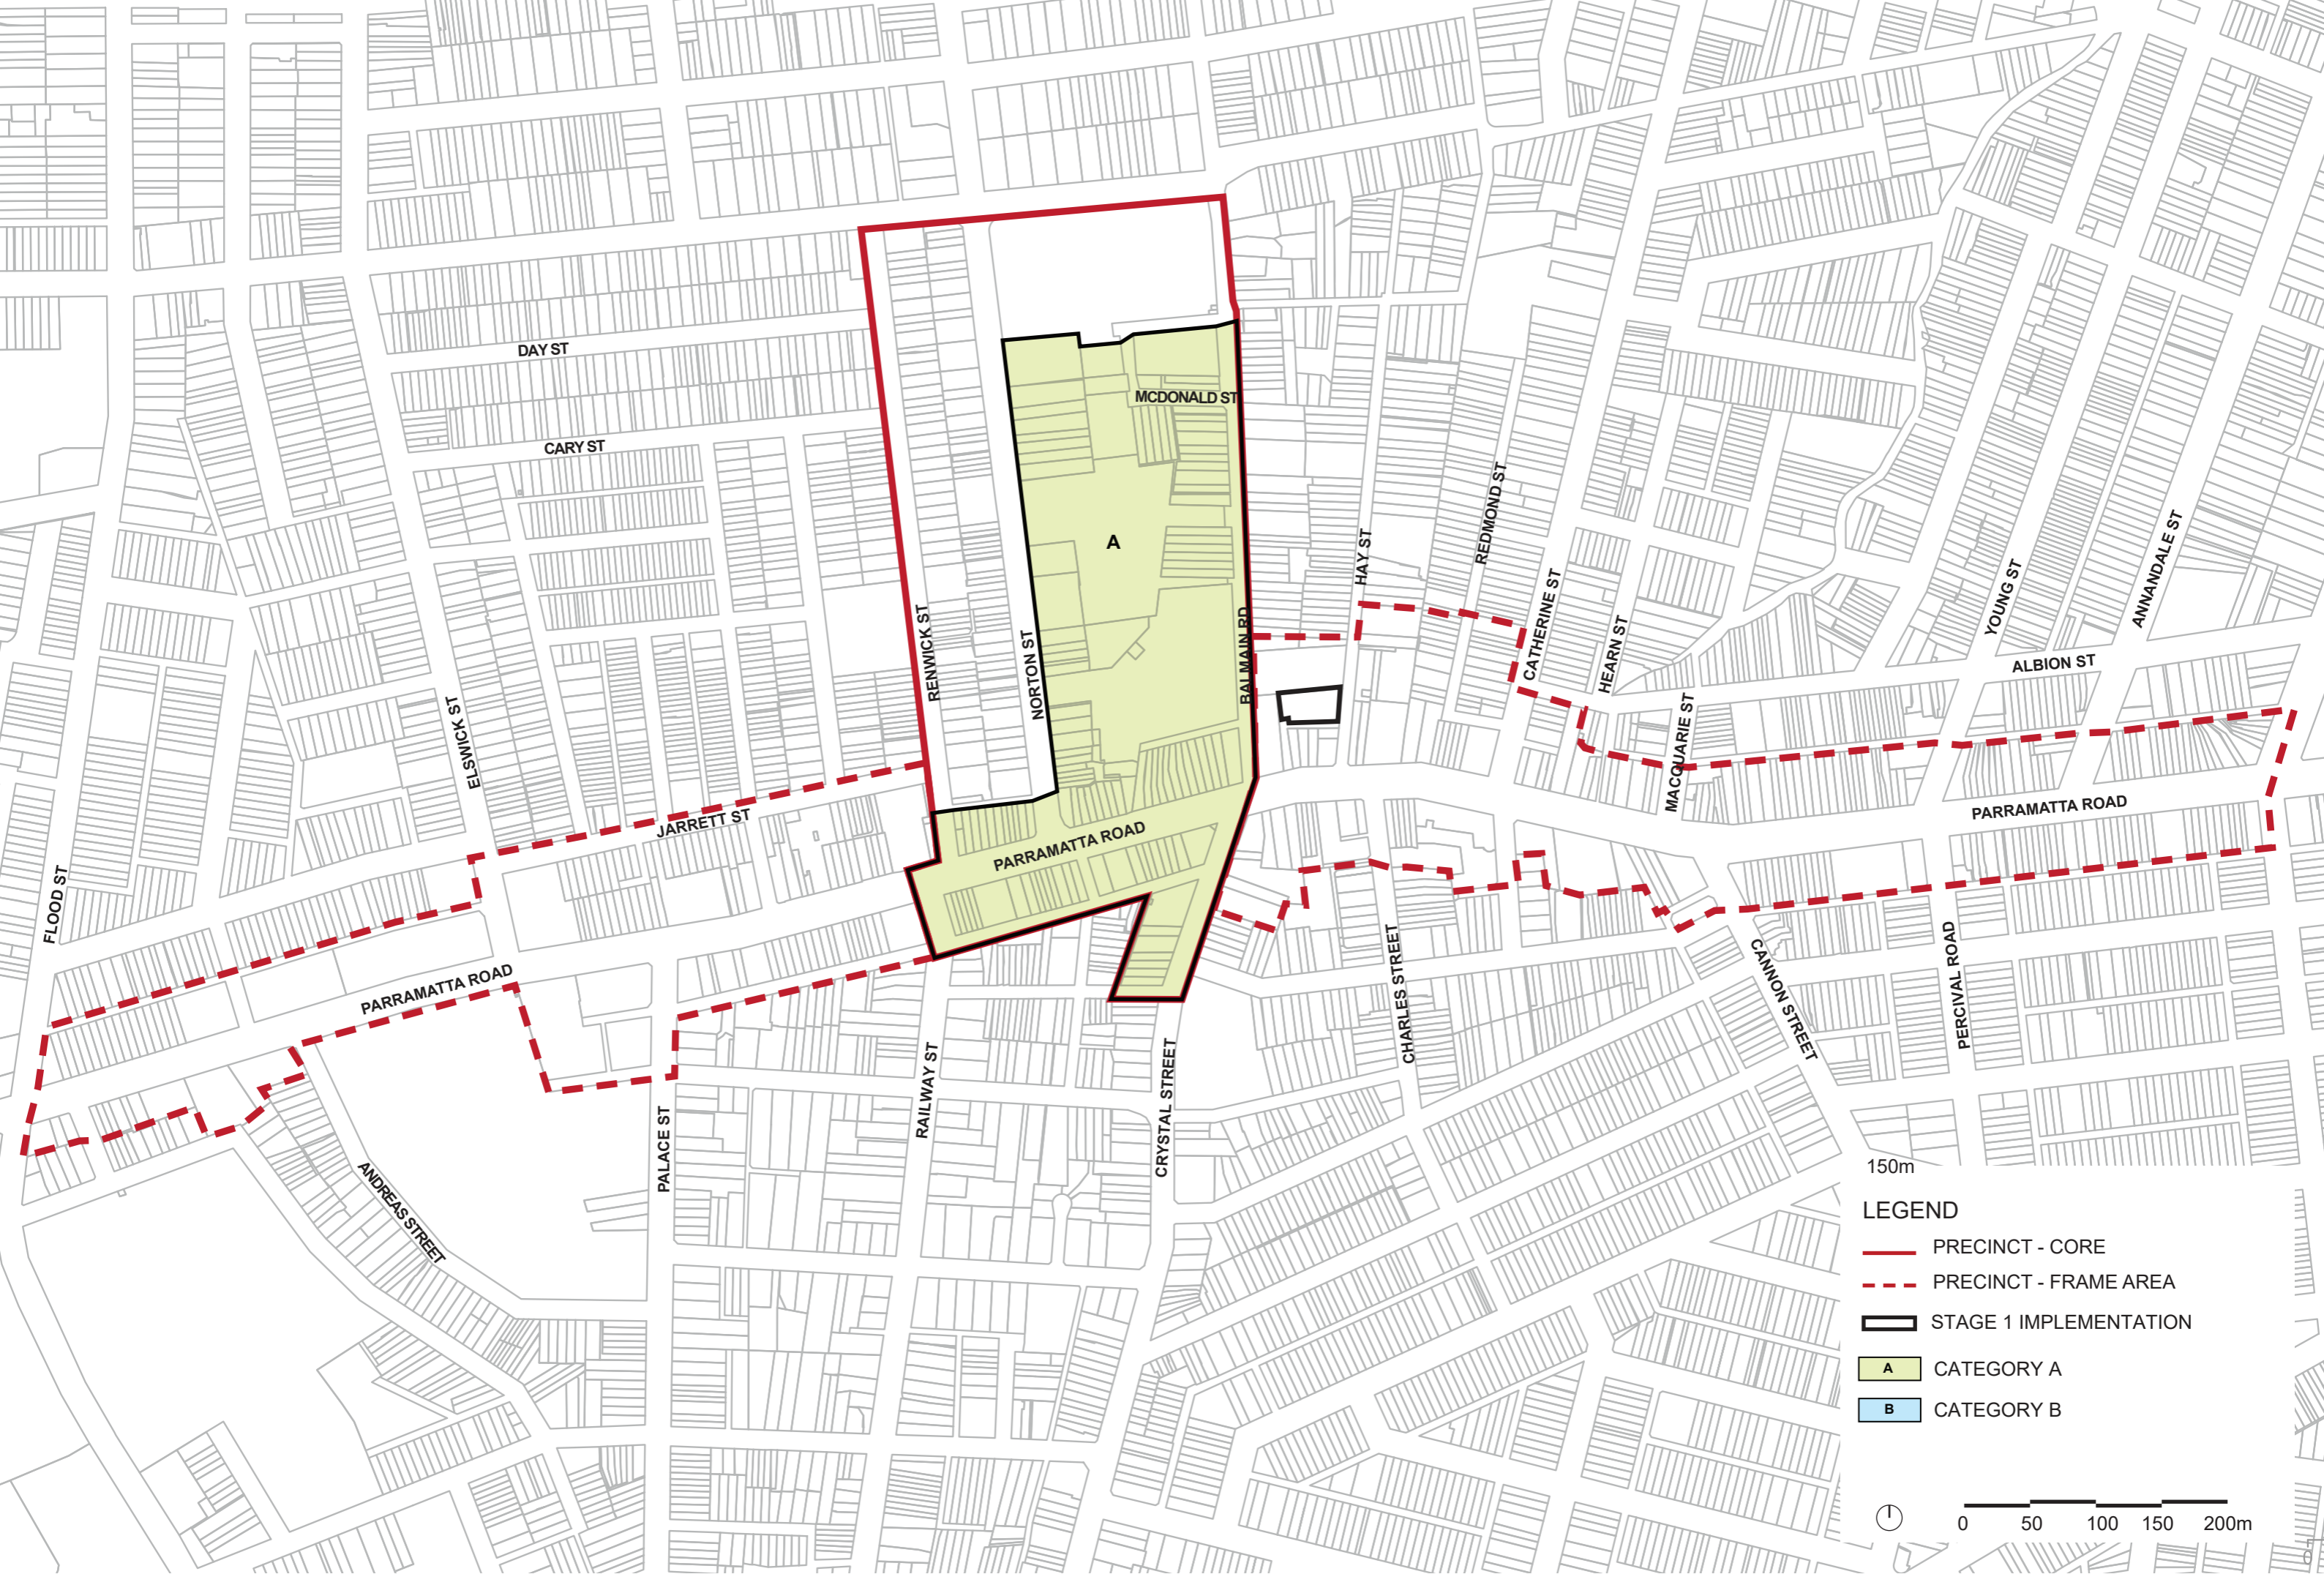 DAY ST
MCDONALD ST
CARY ST
A
HAY ST
REDMOND ST
CATHERINE ST
HEARN ST
YOUNG ST
ANNANDALE ST
RENWICK ST
NORTON ST
BALMAIN RD
ALBION ST
ELSWICK ST
MACQUARIE ST
JARRETT ST
PARRAMATTA ROAD
PARRAMATTA ROAD
FLOOD ST
PARRAMATTA ROAD
CHARLES STREET
CANNON STREET
PERCIVAL ROAD
RAILWAY ST
CRYSTAL STREET
PALACE ST
ANDREAS STREET
150m
LEGEND
PRECINCT - CORE
PRECINCT - FRAME AREA
STAGE 1 IMPLEMENTATION
A CATEGORY A
B CATEGORY B
0 50 100 150 200m